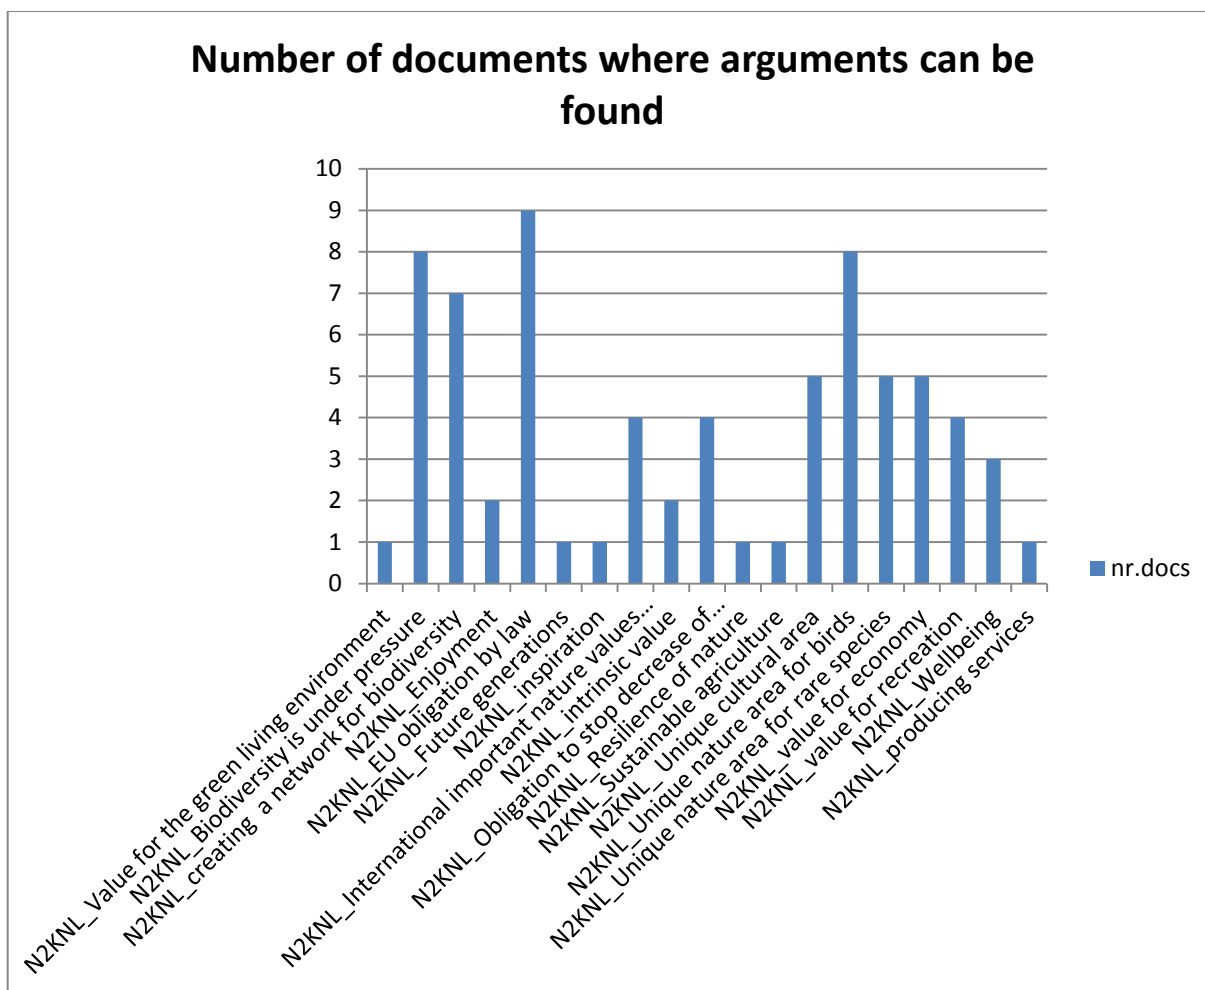 Number of documents where arguments can be
found
10
9
8
7
6
5
4
3
2
1
0
nr.docs
N2KNL_Value for the green living environment
N2KNL_Biodiversity is under pressure
N2KNL_creating  a network for biodiversity
N2KNL_Enjoyment
N2KNL_EU obligation by law
N2KNL_Future generations
N2KNL_inspiration
N2KNL_International important nature values…
N2KNL_intrinsic value
N2KNL_Obligation to stop decrease of…
N2KNL_Resilience of nature
N2KNL_Sustainable agriculture
N2KNL_Unique cultural area
N2KNL_Unique nature area for birds
N2KNL_Unique nature area for rare species
N2KNL_value for economy
N2KNL_value for recreation
N2KNL_Wellbeing
N2KNL_producing services